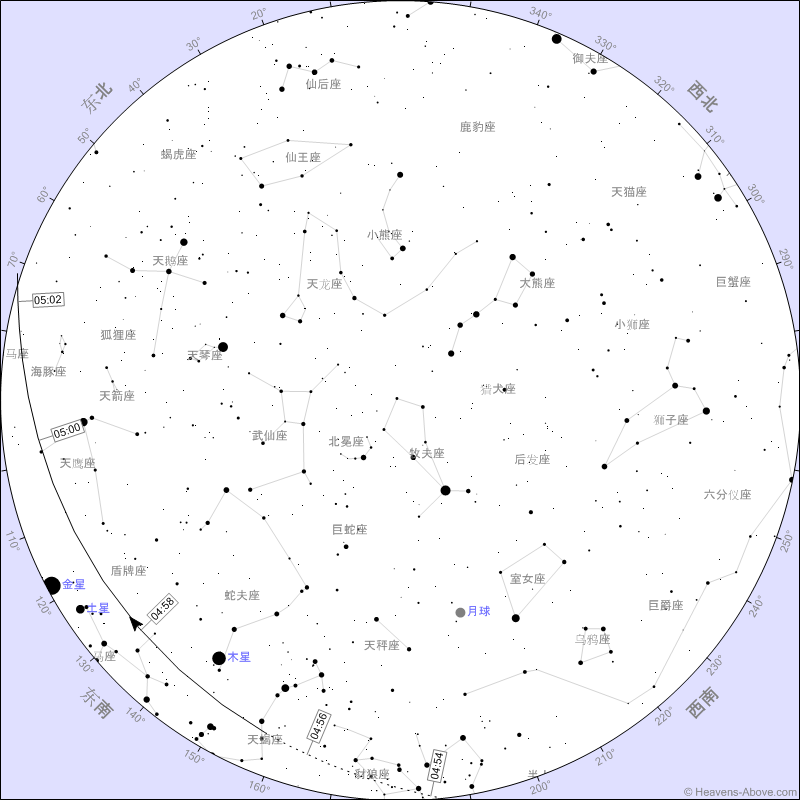 340°
20°
330°
30°
御夫座
仙后座
320°
西北
40°
东北
鹿豹座
310°
50°
蝎虎座
仙王座
300°
60°
天猫座
小熊座
290°
70°
天鹅座
天龙座
大熊座
巨蟹座
05:02
小狮座
狐狸座
天琴座
马座
海豚座
猎犬座
天箭座
狮子座
05:00
武仙座
北冕座
牧夫座
后发座
天鹰座
六分仪座
巨蛇座
110°
250°
盾牌座
室女座
金星
蛇夫座
120°
04:58
土星
月球
巨爵座
240°
天秤座
乌鸦座
马座
木星
130°
230°
东南
西南
140°
220°
04:56
天蝎座
150°
210°
04:54
豺狼座
半人
160°
200°
© Heavens-Above.com